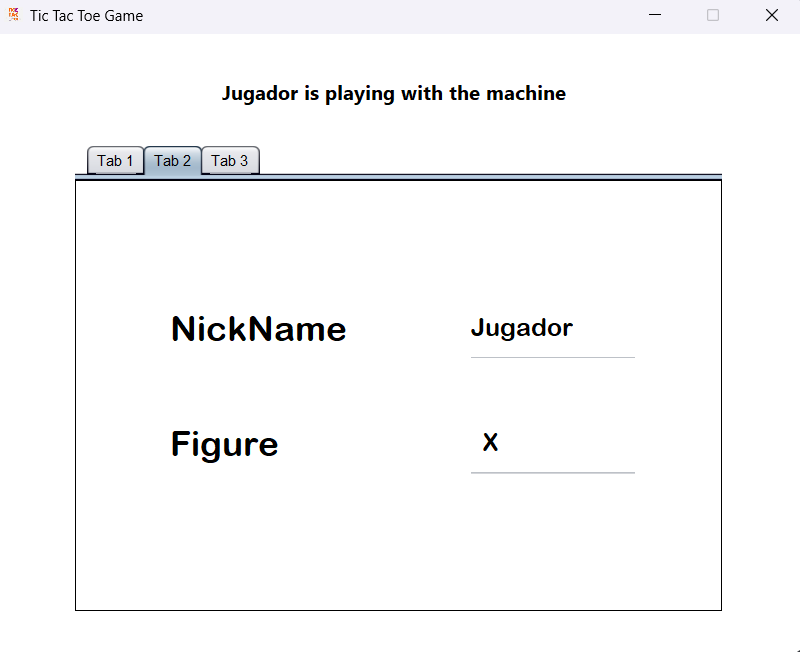 Tic Tac Toe Game
Jugador is playing with the machine
Tab 1 Tab 2 Tab 3
NickName Jugador
Figure X